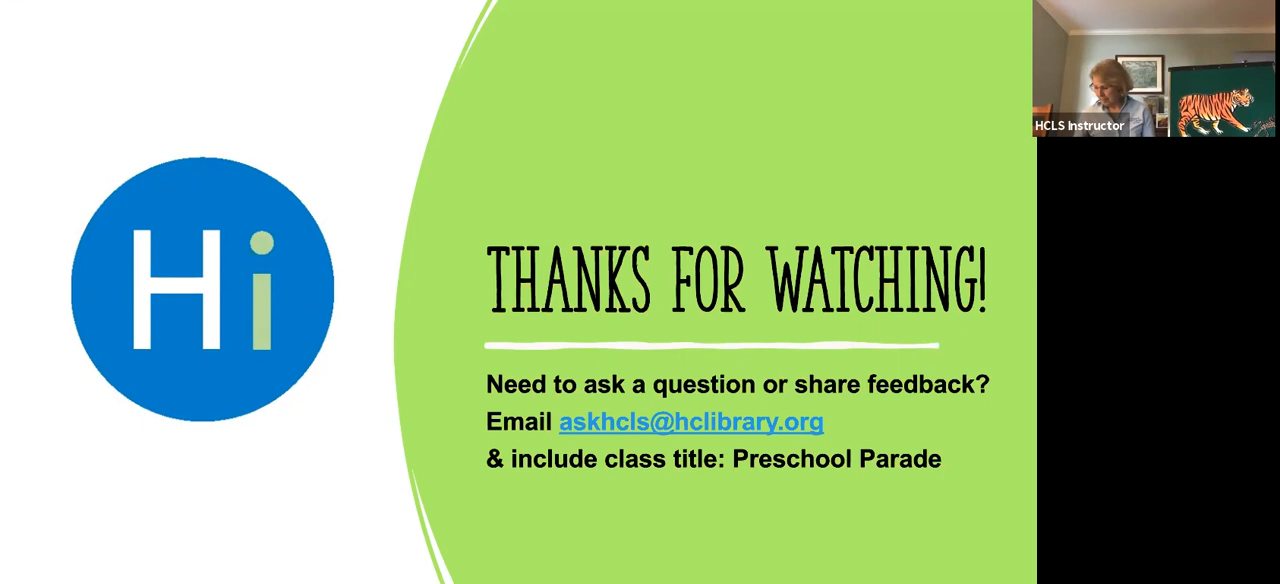 Hi
THANKS FOR WATCHING!
Need to ask a question or share feedback?
Email askhcls@hclibrary.org
& include class title: Preschool Parade
HCLS Instructor